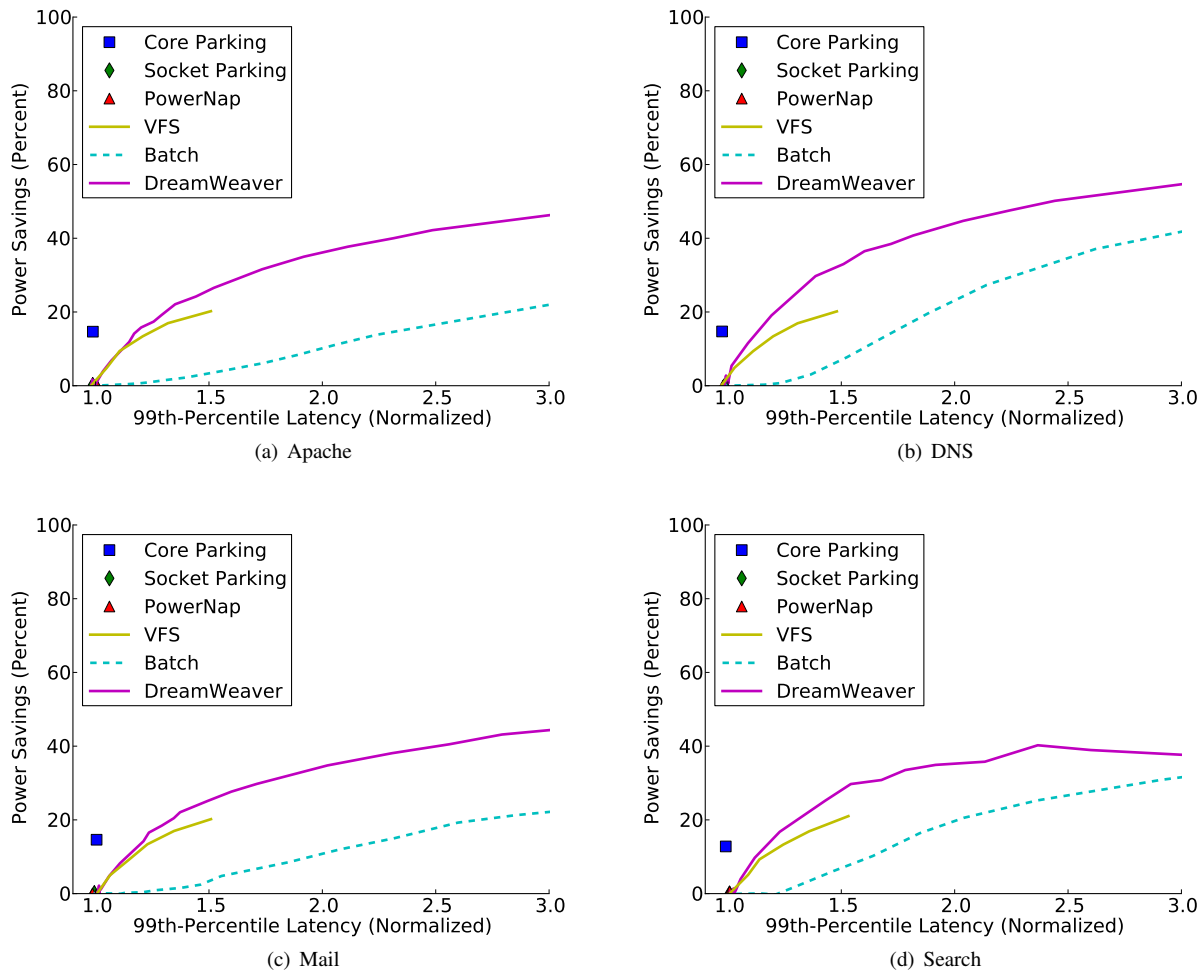 100
80
60
40
20
0
Power Savings (Percent)
Core Parking
Socket Parking
PowerNap
VFS
Batch
DreamWeaver
1.0 1.5 2.0 2.5 3.0
99th-Percentile Latency (Normalized)
(a) Apache
100
80
60
40
20
0
Power Savings (Percent)
Core Parking
Socket Parking
PowerNap
VFS
Batch
DreamWeaver
1.0 1.5 2.0 2.5 3.0
99th-Percentile Latency (Normalized)
(b) DNS
100
80
60
40
20
0
Power Savings (Percent)
Core Parking
Socket Parking
PowerNap
VFS
Batch
DreamWeaver
1.0 1.5 2.0 2.5 3.0
99th-Percentile Latency (Normalized)
(c) Mail
100
80
60
40
20
0
Power Savings (Percent)
Core Parking
Socket Parking
PowerNap
VFS
Batch
DreamWeaver
1.0 1.5 2.0 2.5 3.0
99th-Percentile Latency (Normalized)
(d) Search